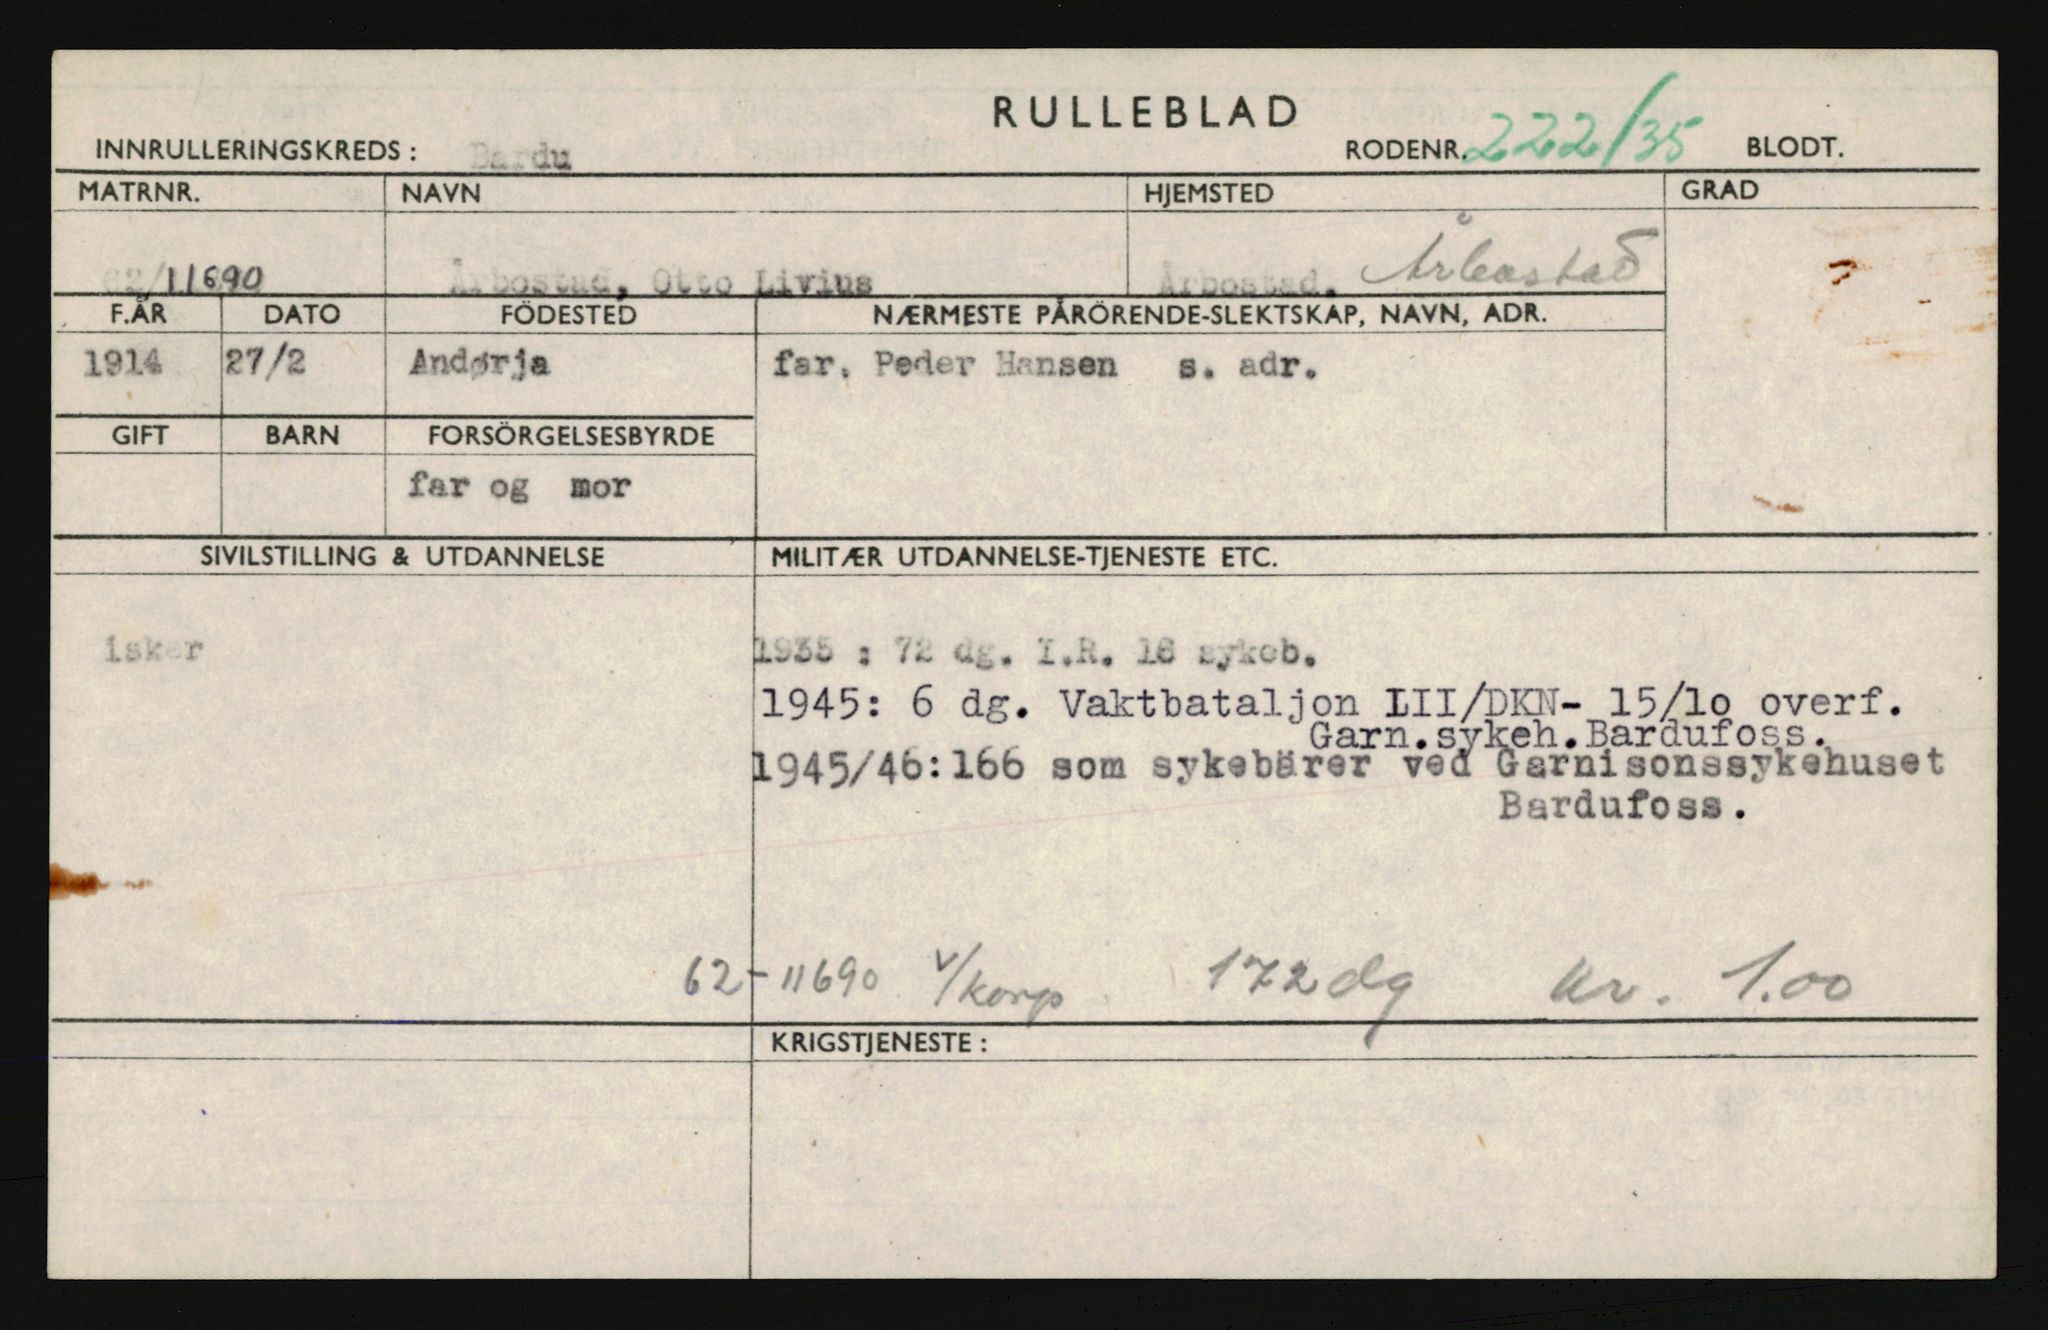 RULLEBLAD
INNRULLERINGSKREDS: Bardu RODENR. 222/35 BLODT.
MATRNR. NAVN HJEMSTED GRAD
62/11690 Årbostad, Otto Livius Årbostad. Årbostad
F.ÅR DATO FÖDESTED NÆRMESTE PÅRÖRENDE-SLEKTSKAP, NAVN, ADR.
1914 27/2 Andørja far. Peder Hansen s. adr.
GIFT BARN FORSÖRGELSESBYRDE
far og mor
SIVILSTILLING & UTDANNELSE MILITÆR UTDANNELSE-TJENESTE ETC.
isker 1935 : 72 dg. I.R. 16 sykeb.
1945: 6 dg. Vaktbataljon LII/DKN- 15/10 overf.
Garn.sykeh.Bardufoss.
1945/46:166 som sykebärer ved Garnisonssykehuset
Bardufoss.
62-11690 v/korp 172 dg kr. 1.00
KRIGSTJENESTE: